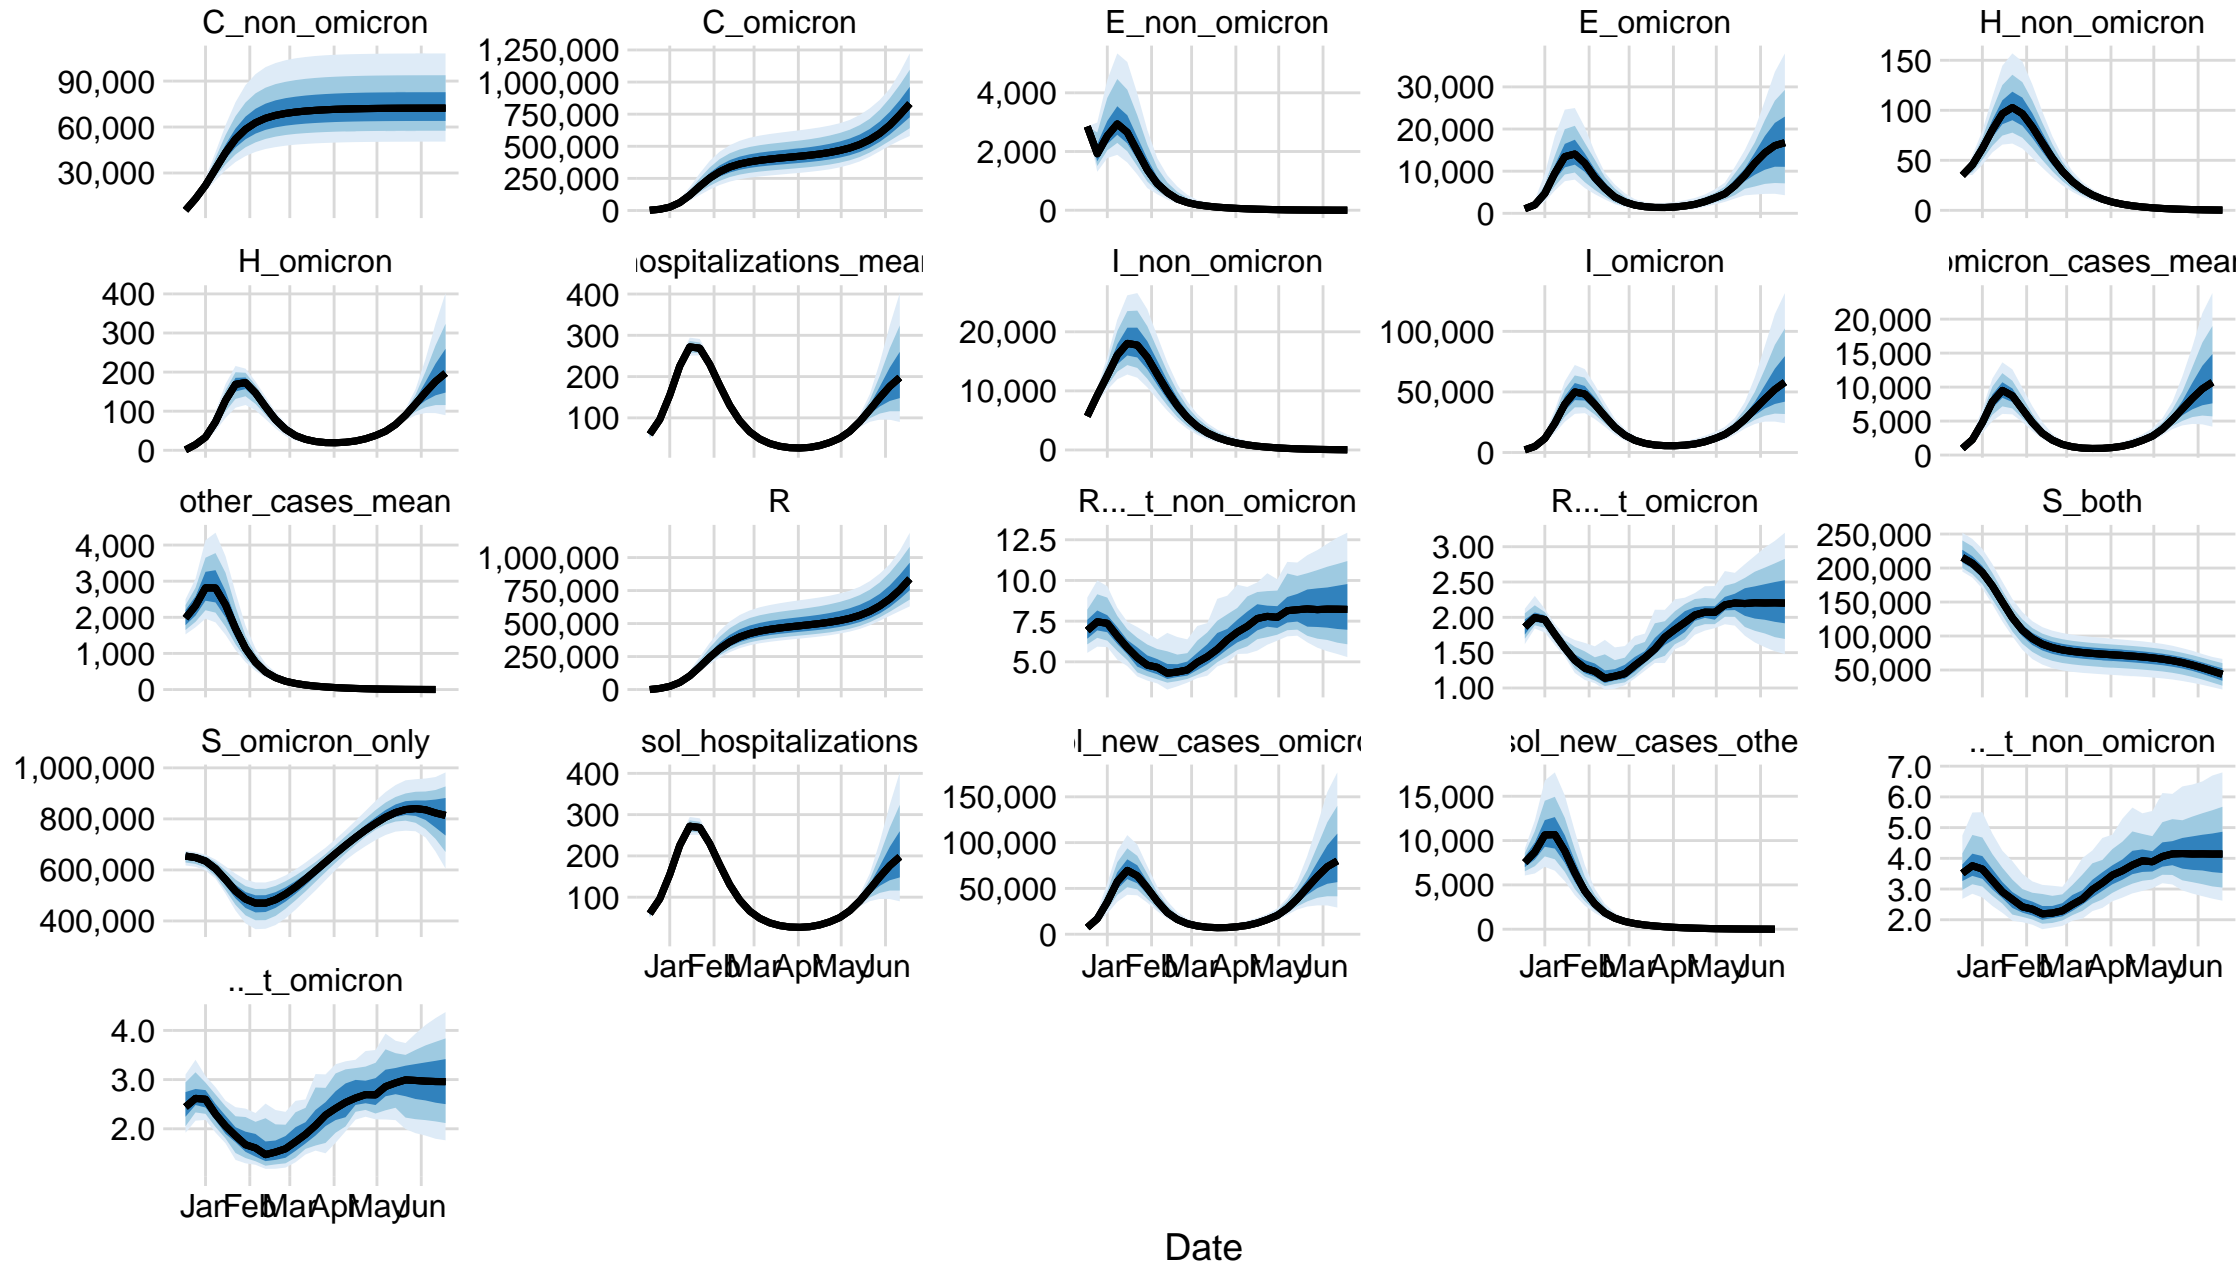 C_non_omicron C_omicron E_non_omicron E_omicron H_non_omicron
90,000 60,000 30,000
1,250,000 1,000,000 750,000 500,000 250,000 0
4,000 2,000 0
30,000 20,000 10,000 0
150 100 50 0
H_omicron ospitalizations_mea I_non_omicron I_omicron micron_cases_mea
400 300 200 100 0
400 300 200 100
20,000 10,000 0
100,000 50,000 0
20,000 15,000 10,000 5,000 0
other_cases_mean R R..._t_non_omicron R..._t_omicron S_both
4,000 3,000 2,000 1,000 0
1,000,000 750,000 500,000 250,000 0
12.5 10.0 7.5 5.0
3.00 2.50 2.00 1.50 1.00
250,000 200,000 150,000 100,000 50,000
S_omicron_only sol_hospitalizations l_new_cases_omicr sol_new_cases_othe .._t_non_omicron
1,000,000 800,000 600,000 400,000
400 300 200 100
150,000 100,000 50,000 0
15,000 10,000 5,000 0
7.0 6.0 5.0 4.0 3.0 2.0
Jan Feb Mar Apr May Jun
Jan Feb Mar Apr May Jun
Jan Feb Mar Apr May Jun
Jan Feb Mar Apr May Jun
.._t_omicron
4.0 3.0 2.0
Jan Feb Mar Apr May Jun
Date